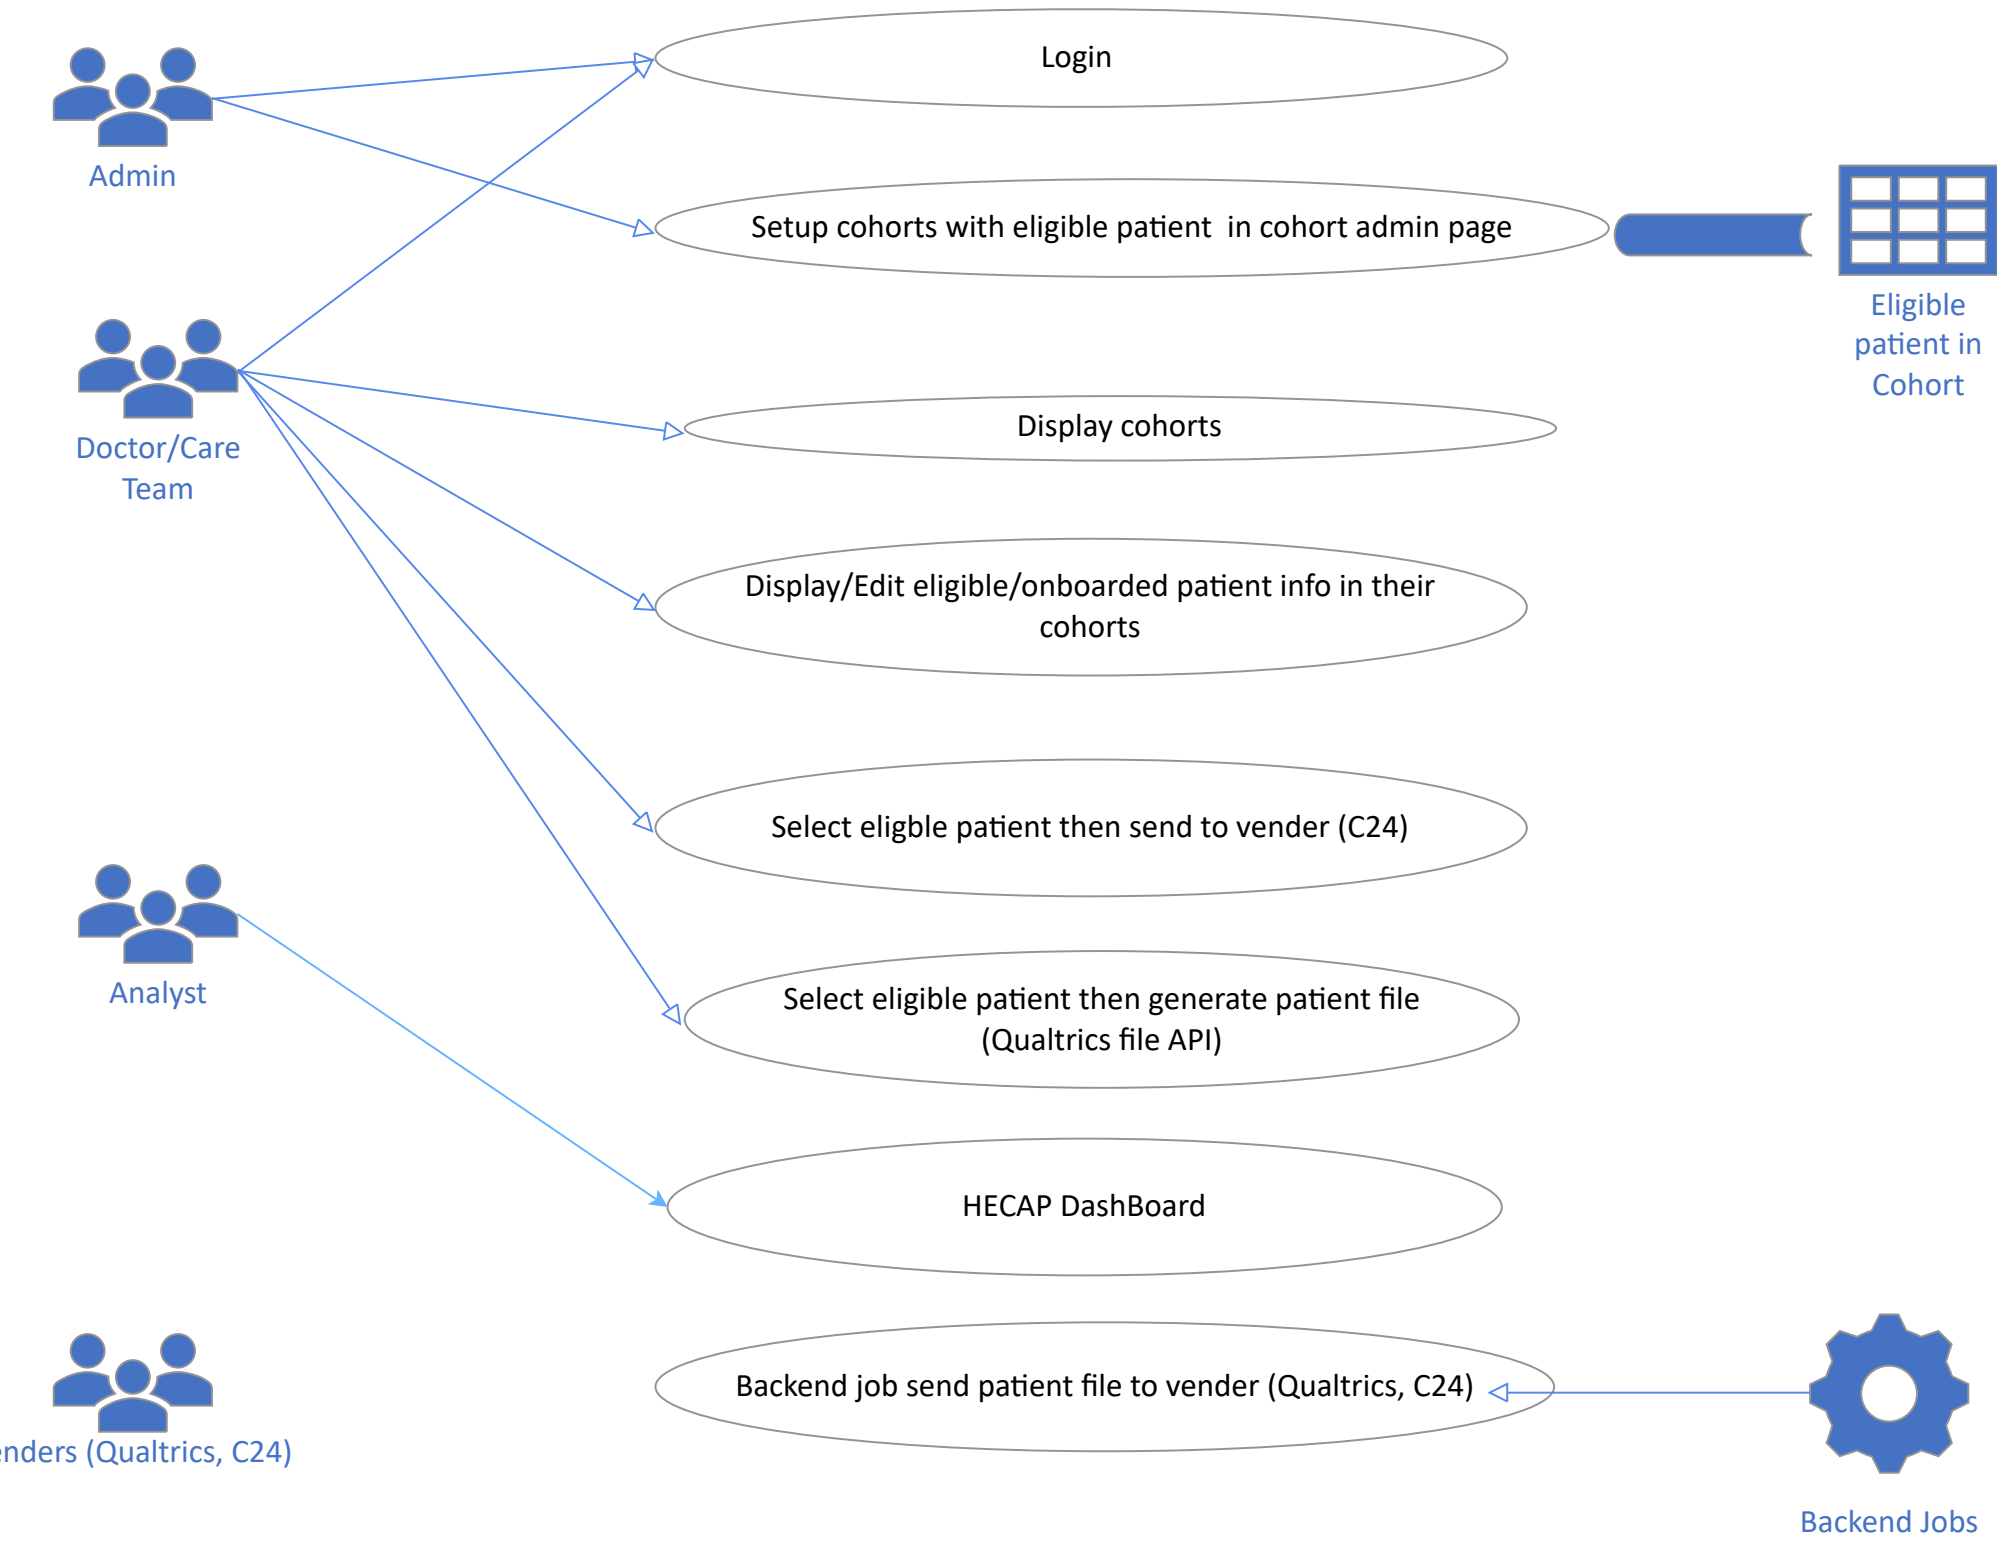 Login
Admin
Setup cohorts with eligible patient  in cohort admin page
Eligible
patient in
Cohort
Display cohorts
Doctor/Care
Team
Display/Edit eligible/onboarded patient info in their
cohorts
Select eligble patient then send to vender (C24)
Analyst
Select eligible patient then generate patient file
(Qualtrics file API)
HECAP DashBoard
Backend job send patient file to vender (Qualtrics, C24)
enders (Qualtrics, C24)
Backend Jobs